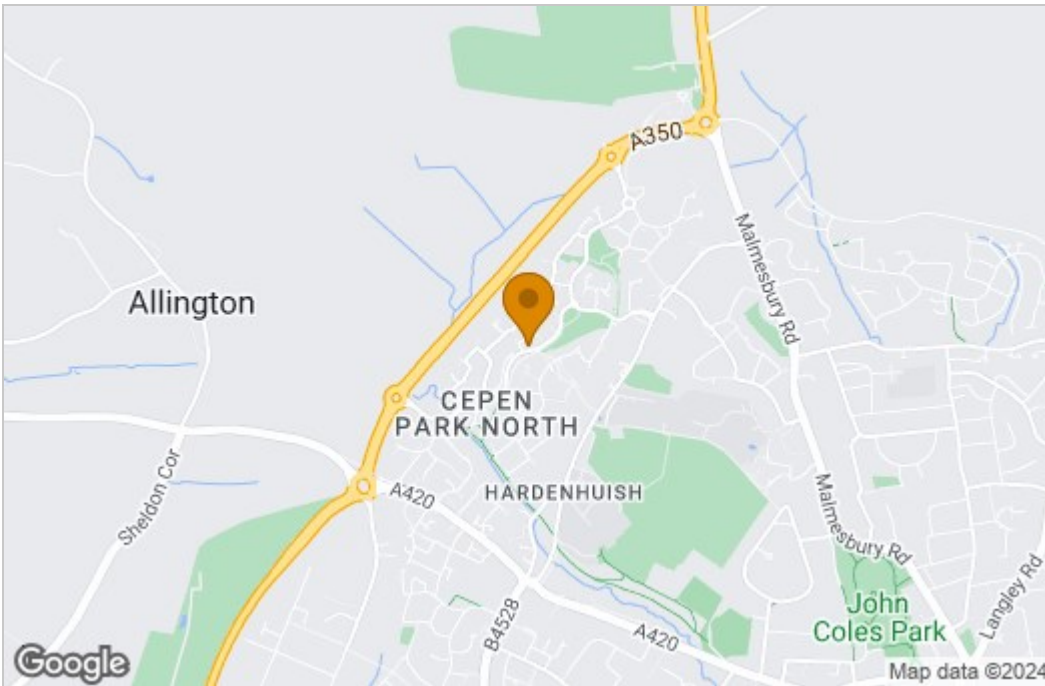 A350
Malmesbury Rd
Allington
CEPEN
PARK NORTH
HARDENHUISH
A420
Sheldon Cor
Malmesbury Rd
Langley Rd
John
Coles Park
B4528
A420
Google
Map data ©2024